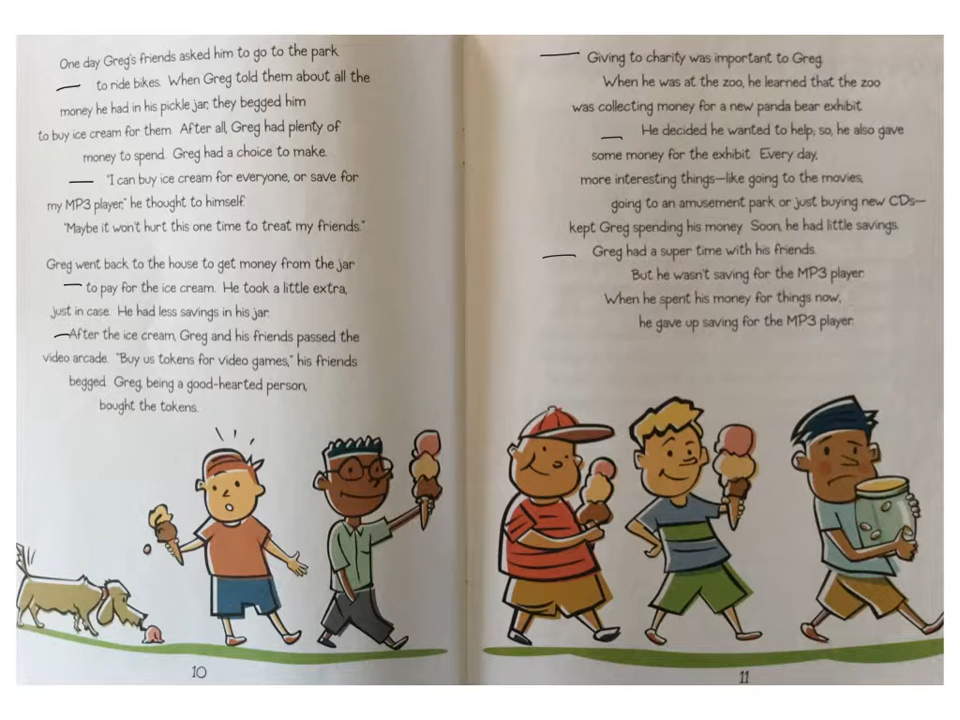 One day Greg's friends asked him to go to the park
to ride bikes. When Greg told them about all the
money he had in his pickle jar, they begged him
to buy ice cream for them. After all, Greg had plenty of
money to spend. Greg had a choice to make.
"I can buy ice cream for everyone, or save for
my MP3 player," he thought to himself.
"Maybe it won't hurt this one time to treat my friends."
Greg went back to the house to get money from the jar
to pay for the ice cream. He took a little extra,
just in case. He had less savings in his jar.
After the ice cream, Greg and his friends passed the
video arcade. "Buy us tokens for video games," his friends
begged. Greg, being a good-hearted person,
bought the tokens.
10
Giving to charity was important to Greg.
When he was at the zoo, he learned that the zoo
was collecting money for a new panda bear exhibit.
He decided he wanted to help; so, he also gave
some money for the exhibit. Every day,
more interesting things—like going to the movies,
going to an amusement park or just buying new CDs—
kept Greg spending his money. Soon, he had little savings.
Greg had a super time with his friends.
But he wasn't saving for the MP3 player.
When he spent his money for things now,
he gave up saving for the MP3 player.
11